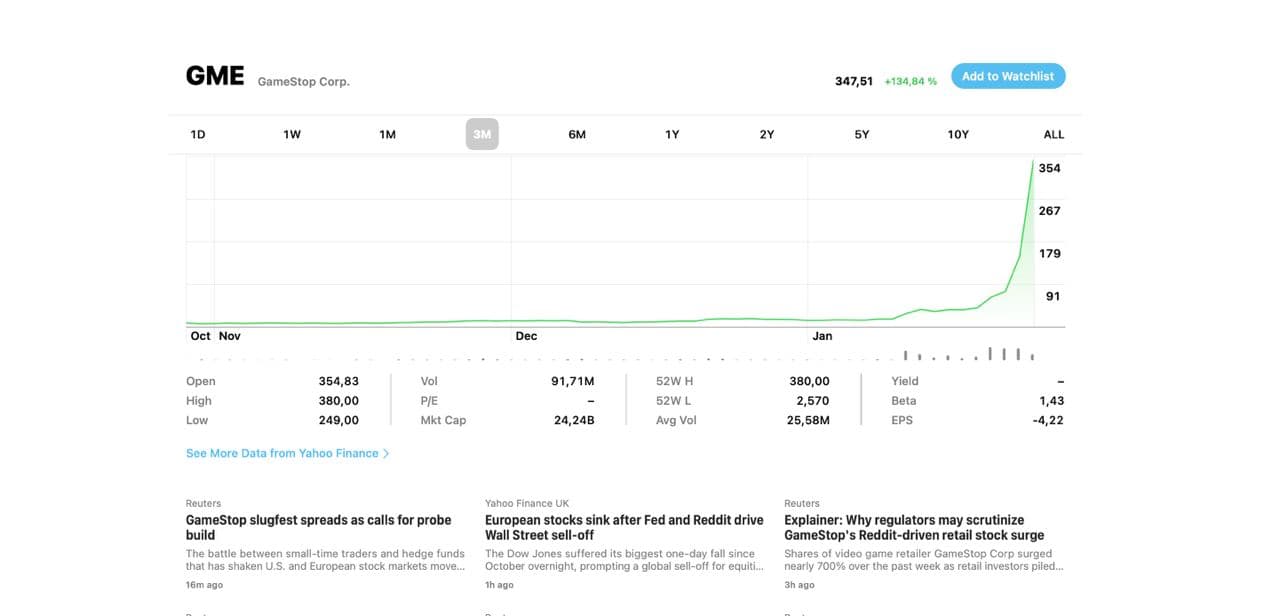 GME GameStop Corp. 347,51 +134,84 % Add to Watchlist
1D 1W 1M 3M 6M 1Y 2Y 5Y 10Y ALL
354
267
179
91
Oct Nov Dec Jan
Open 354,83 Vol 91,71M 52W H 380,00 Yield –
High 380,00 P/E – 52W L 2,570 Beta 1,43
Low 249,00 Mkt Cap 24,24B Avg Vol 25,58M EPS -4,22
See More Data from Yahoo Finance >
Reuters
GameStop slugfest spreads as calls for probe
build
The battle between small-time traders and hedge funds
that has shaken U.S. and European stock markets move...
16m ago
Yahoo Finance UK
European stocks sink after Fed and Reddit drive
Wall Street sell-off
The Dow Jones suffered its biggest one-day fall since
October overnight, prompting a global sell-off for equiti...
1h ago
Reuters
Explainer: Why regulators may scrutinize
GameStop's Reddit-driven retail stock surge
Shares of video game retailer GameStop Corp surged
nearly 700% over the past week as retail investors piled...
3h ago